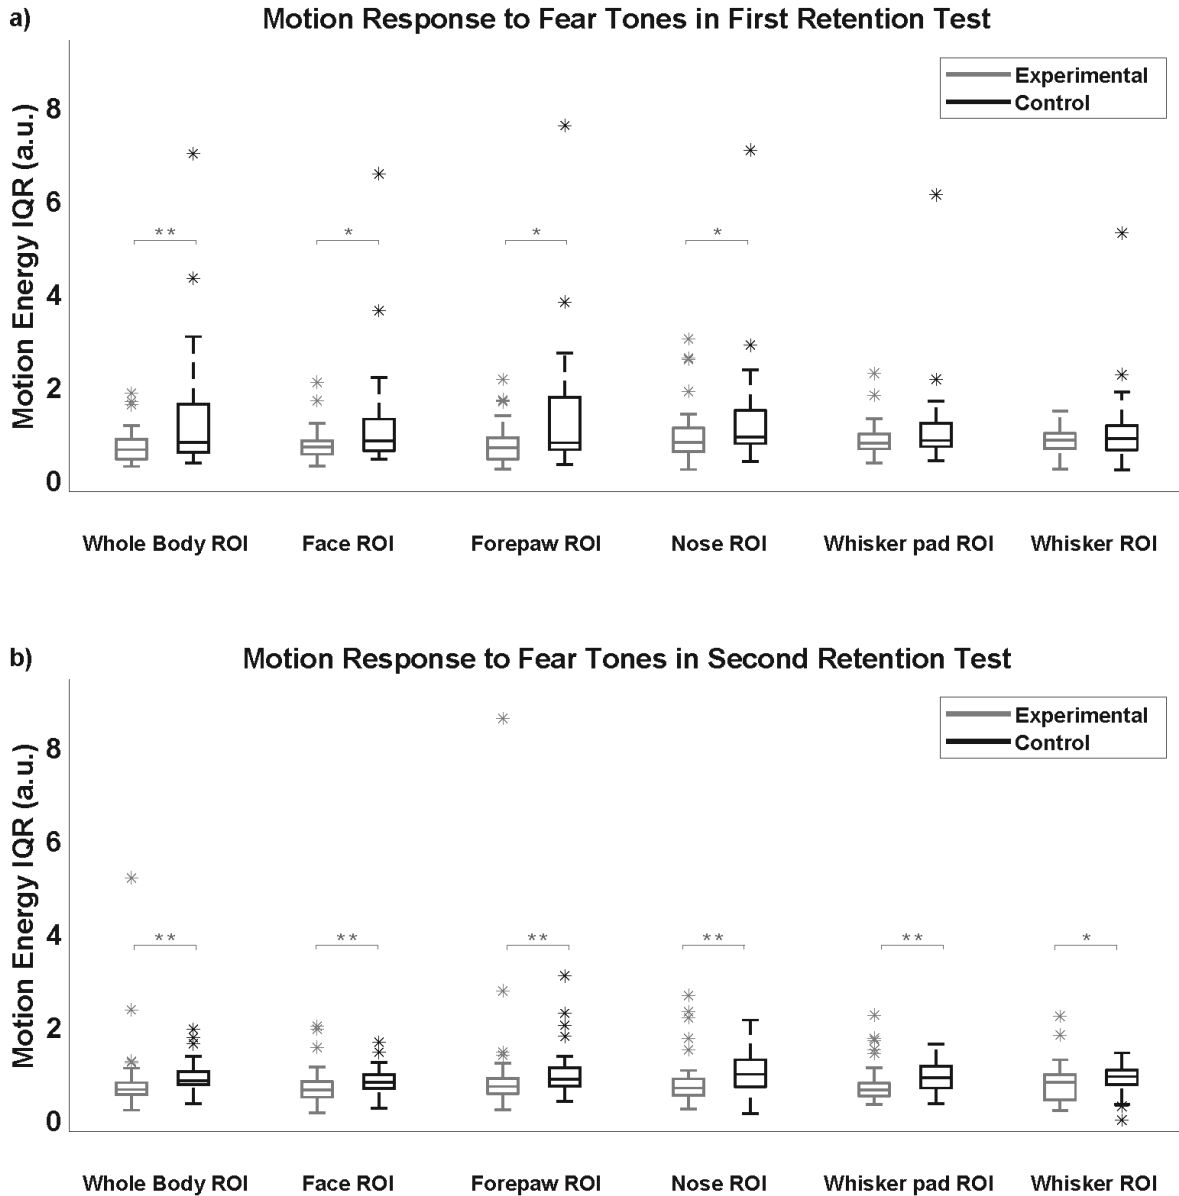 a)
Motion Response to Fear Tones in First Retention Test
Experimental
Control
Motion Energy IQR (a.u.)
8
6
4
2
0
**
*
*
*
Whole Body ROI Face ROI Forepaw ROI Nose ROI Whisker pad ROI Whisker ROI
b)
Motion Response to Fear Tones in Second Retention Test
Experimental
Control
Motion Energy IQR (a.u.)
8
6
4
2
0
**
**
**
**
**
*
Whole Body ROI Face ROI Forepaw ROI Nose ROI Whisker pad ROI Whisker ROI